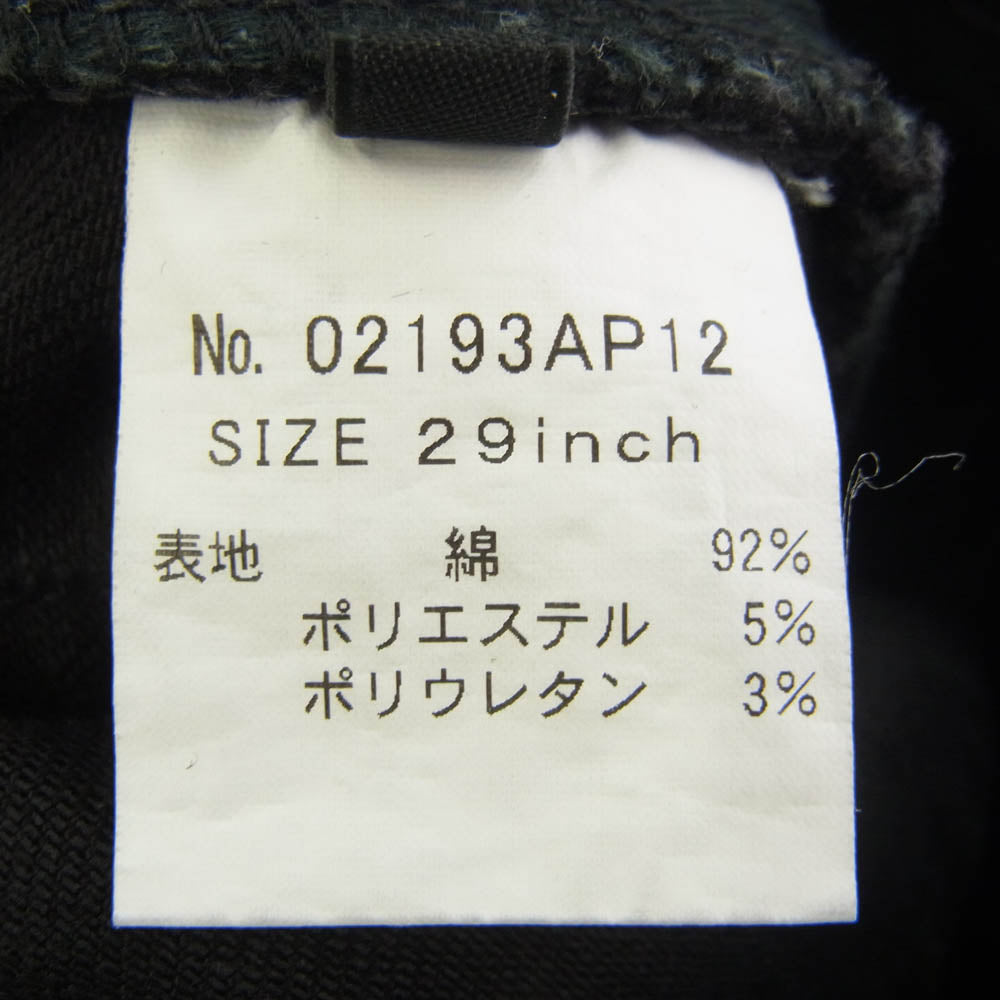 No. 02193AP12
SIZE 29inch
表地 綿 92%
ポリエステル 5%
ポリウレタン 3%